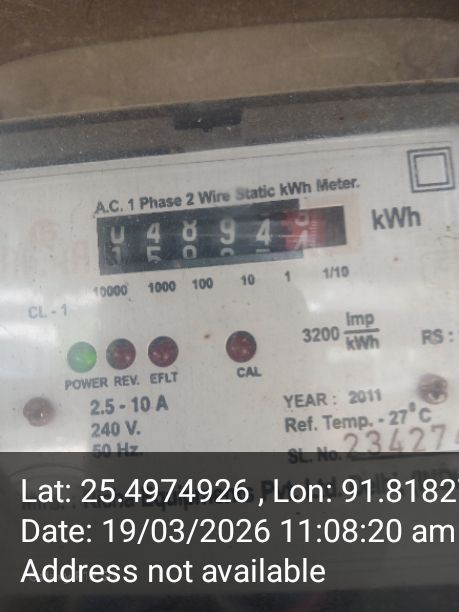 A.C. 1 Phase 2 Wire Static kWh Meter.
0 4 8 9 4
kWh
10000 1000 100 10 1 1/10
CL - 1
3200 Imp/kWh
RS :
POWER REV. EFLT CAL
2.5 - 10 A
YEAR : 2011
240 V.
Ref. Temp. - 27°C
50 Hz.
SL. No. 234274
Lat: 25.4974926 , Lon: 91.8182
Date: 19/03/2026 11:08:20 am
Address not available